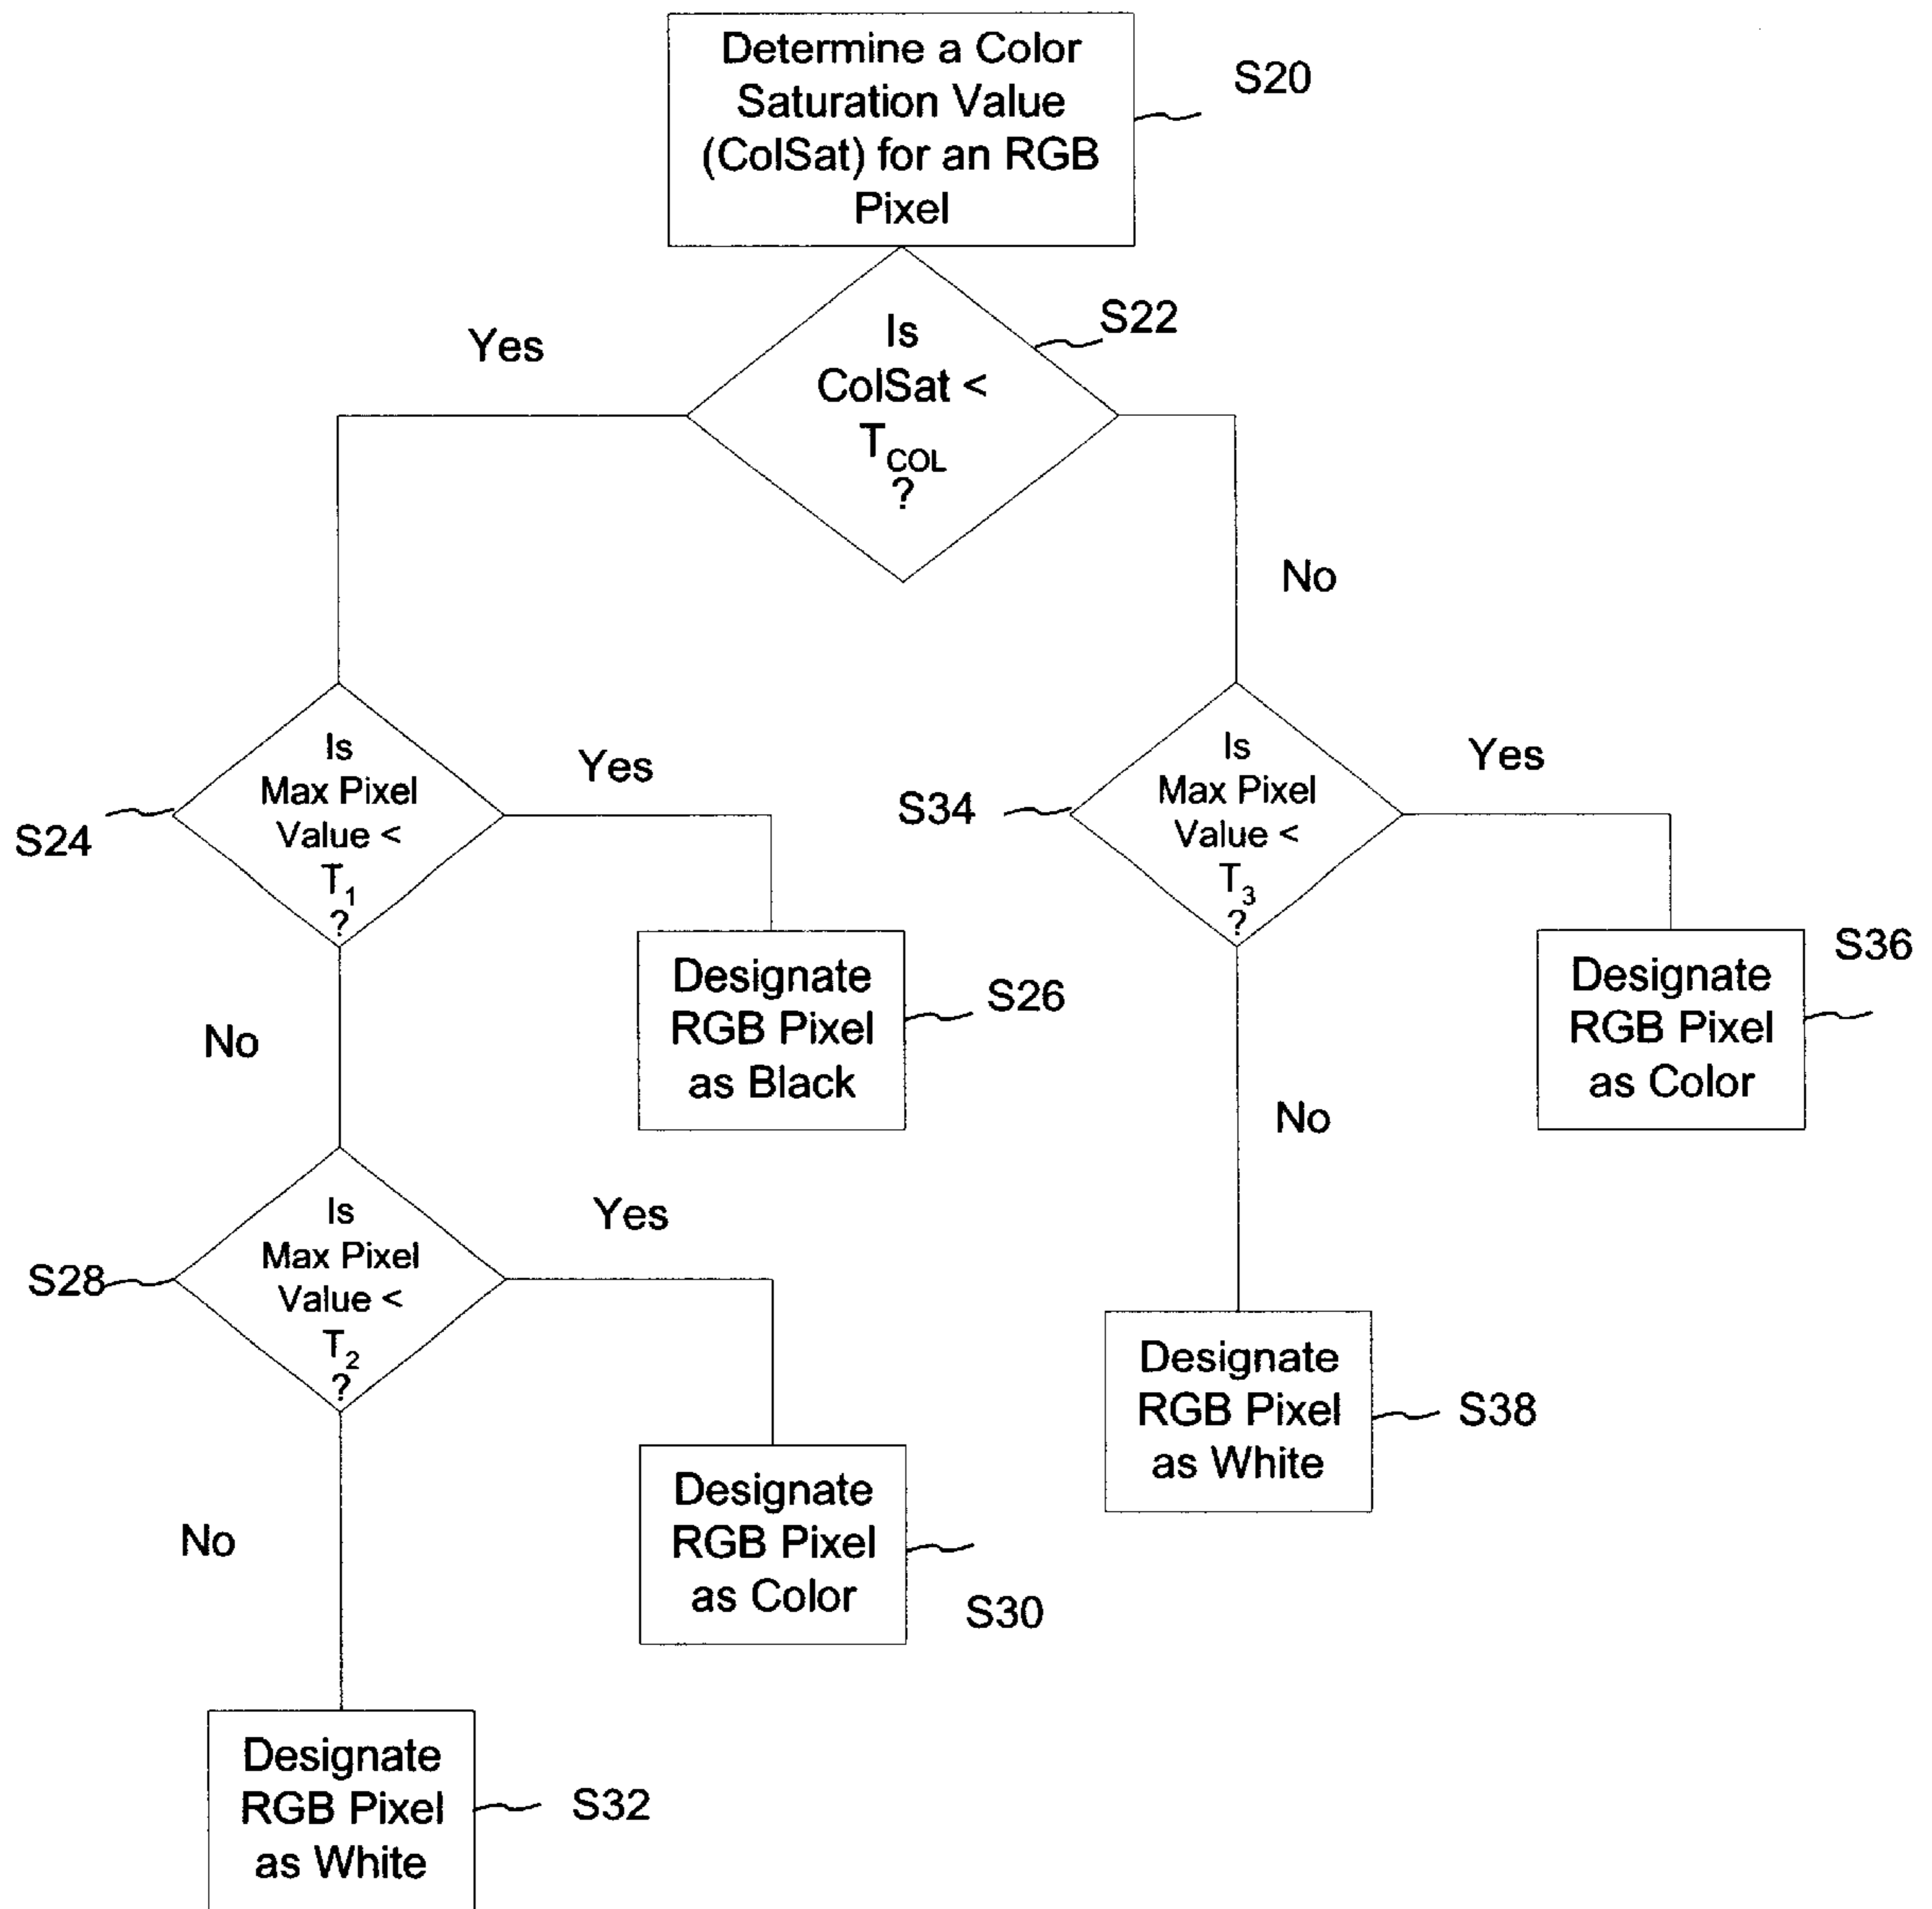 Determine a Color
Saturation Value
(ColSat) for an RGB
Pixel
S20
Is
ColSat <
T_COL
?
S22
Yes
No
Is
Max Pixel
Value <
T_1
?
S24
Yes
No
Designate
RGB Pixel
as Black
S26
Is
Max Pixel
Value <
T_3
?
S34
Yes
No
Designate
RGB Pixel
as Color
S36
Is
Max Pixel
Value <
T_2
?
S28
Yes
No
Designate
RGB Pixel
as Color
S30
Designate
RGB Pixel
as White
S38
Designate
RGB Pixel
as White
S32